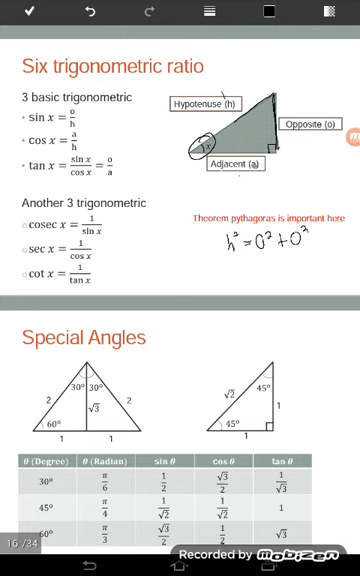 Six trigonometric ratio
3 basic trigonometric
• sin x = o/h
• cos x = a/h
• tan x = sin x/cos x = o/a
Hypotenuse (h)
Opposite (o)
x
Adjacent (a)
Another 3 trigonometric
○ cosec x = 1/sin x
○ sec x = 1/cos x
○ cot x = 1/tan x
Theorem pythagoras is important here
h² = a² + o²
Special Angles
30° 30°
2 √3 2
60°
1 1
√2 45° 1
45°
1
θ (Degree) θ (Radian) sin θ cos θ tan θ
30° π/6 1/2 √3/2 1/√3
45° π/4 1/√2 1/√2 1
60° π/3 √3/2 1/2 √3
16 /34
Recorded by Mobizen